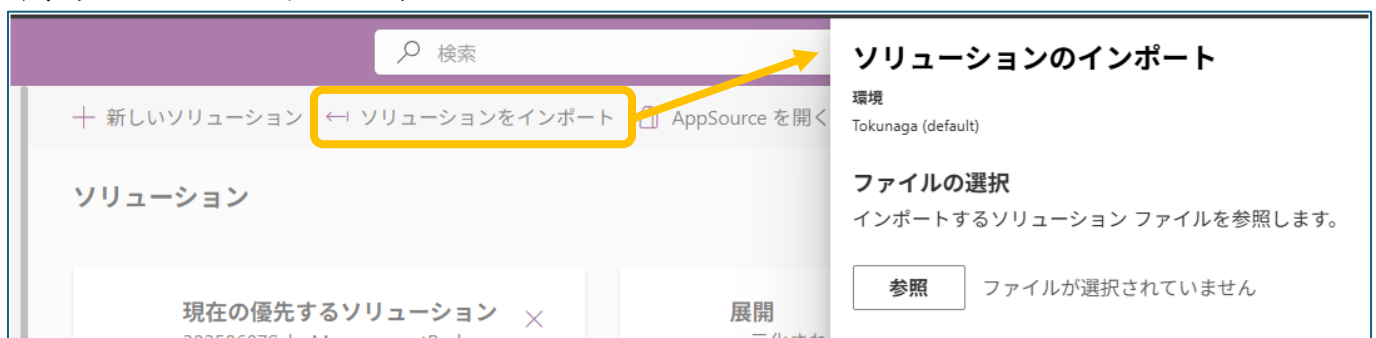 検索
新しいソリューション
ソリューションをインポート
AppSource を開く
ソリューション
現在の優先するソリューション
展開
ソリューションのインポート
環境
Tokunaga (default)
ファイルの選択
インポートするソリューション ファイルを参照します。
参照
ファイルが選択されていません